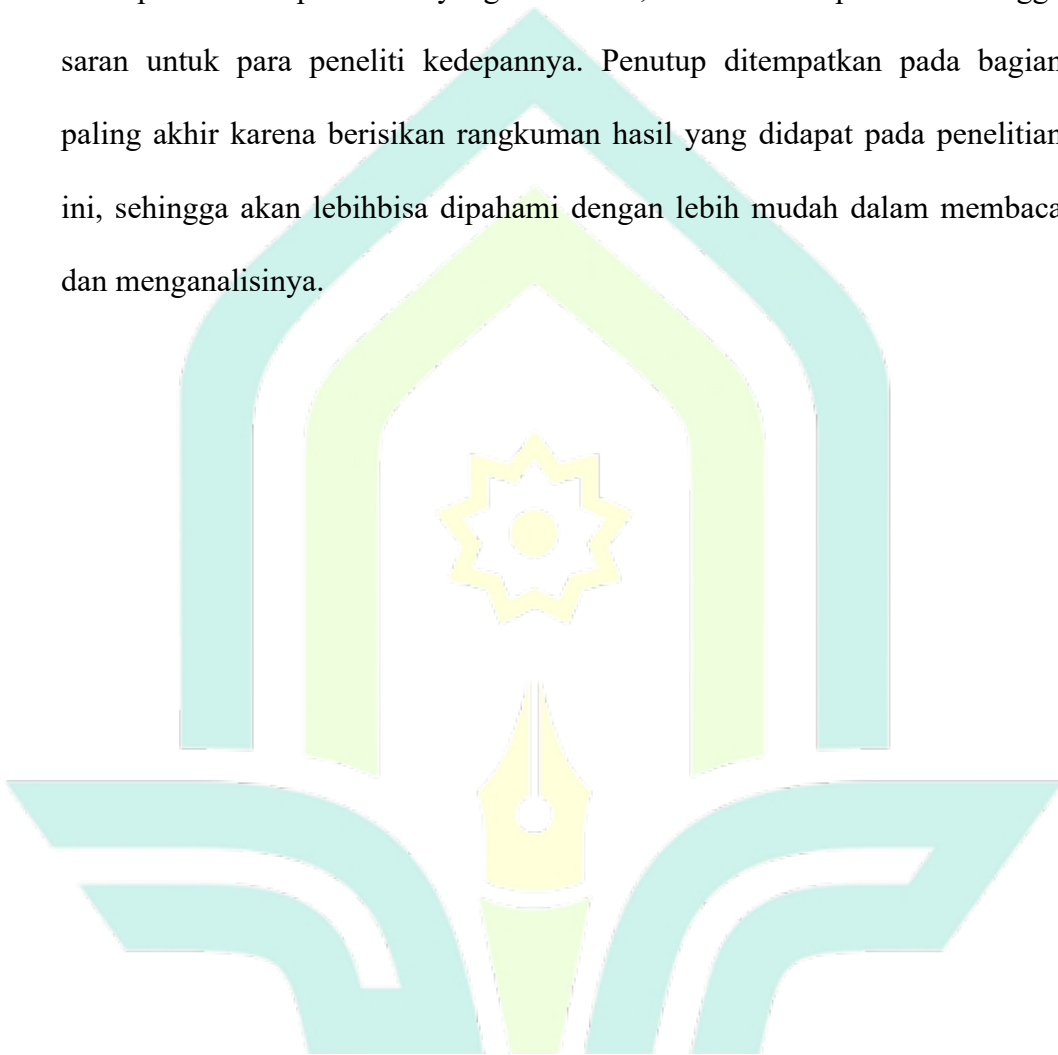 saran untuk para peneliti kedepannya. Penutup ditempatkan pada bagian
paling akhir karena berisikan rangkuman hasil yang didapat pada penelitian
ini, sehingga akan lebihbisa dipahami dengan lebih mudah dalam membaca
dan menganalisinya.